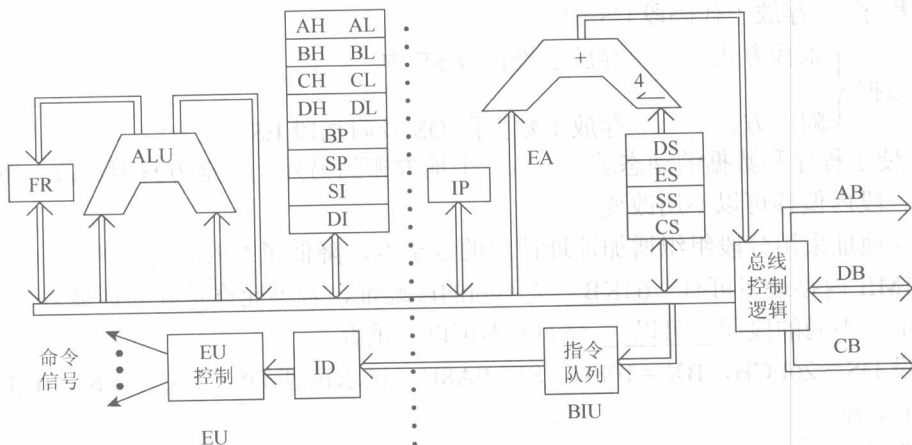 AH AL
BH BL
CH CL
DH DL
BP
SP
SI
DI
ALU
FR
+
4
EA
IP
DS
ES
SS
CS
AB
DB
CB
总线
控制
逻辑
命令
信号
EU
控制
ID
指令
队列
BIU
EU